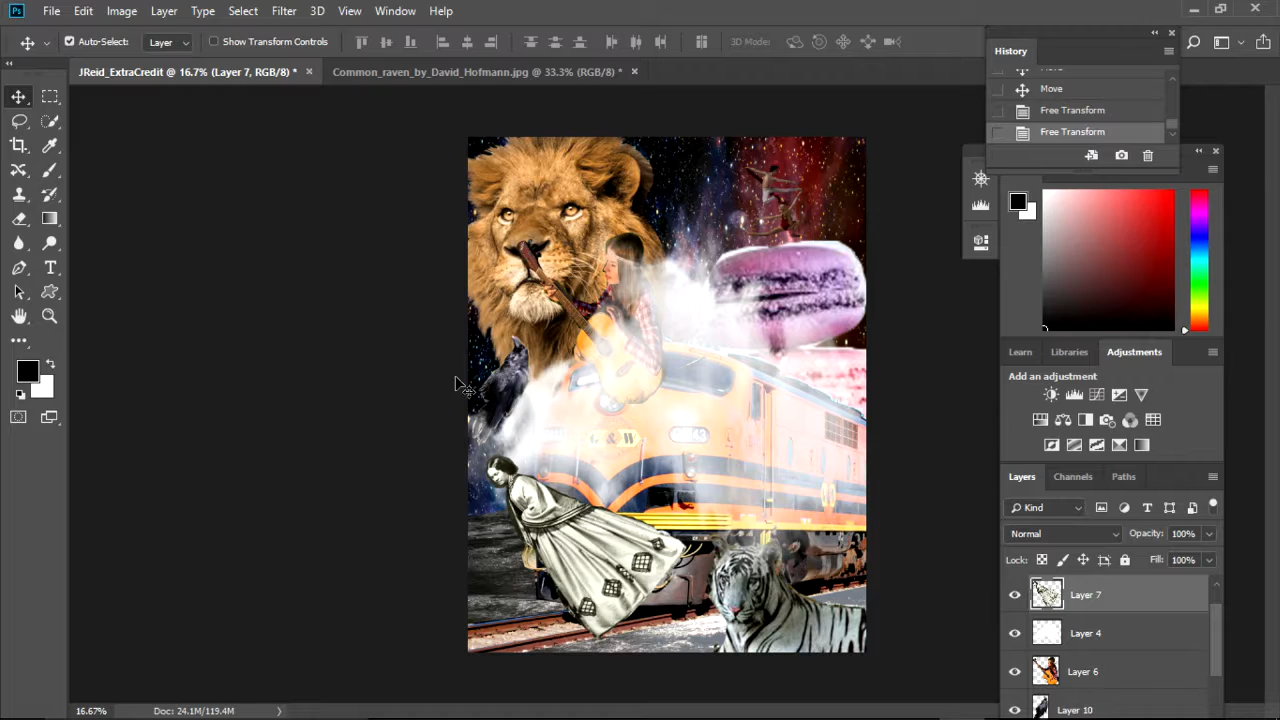 Ps File Edit Image Layer Type Select Filter 3D View Window Help
Auto-Select: Layer Show Transform Controls 3D Mode:
JReid_ExtraCredit @ 16.7% (Layer 7, RGB/8) * Common_raven_by_David_Hofmann.jpg @ 33.3% (RGB/8) *
History
Move
Free Transform
Free Transform
G & W
43
Learn Libraries Adjustments
Add an adjustment
Layers Channels Paths
Kind
Normal Opacity: 100%
Lock: Fill: 100%
Layer 7
Layer 4
Layer 6
Layer 10
16.67% Doc: 24.1M/119.4M